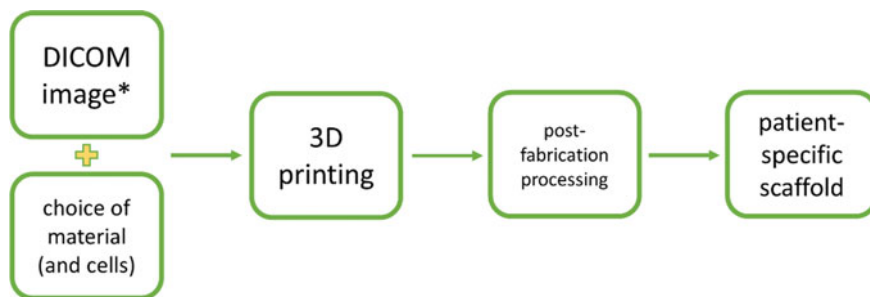 DICOM
image*
choice of
material
(and cells)
3D
printing
post-
fabrication
processing
patient-
specific
scaffold